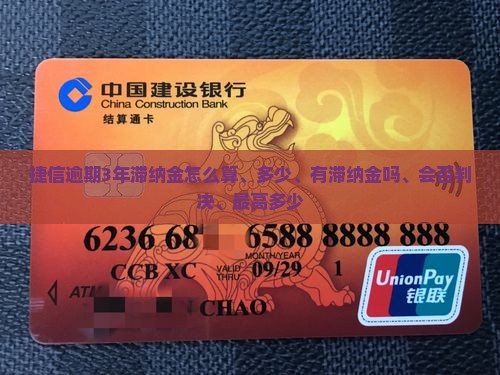 中国建设银行
China Construction Bank
结算通卡
捷信逾期3年滞纳金怎么算、多少、有滞纳金吗、会否判
决、最高多少
6236 68 6588 8888 888
MONTH/YEAR
CCB XC VALID THRU 09/29 1
ATM
CHAO
UnionPay
银联